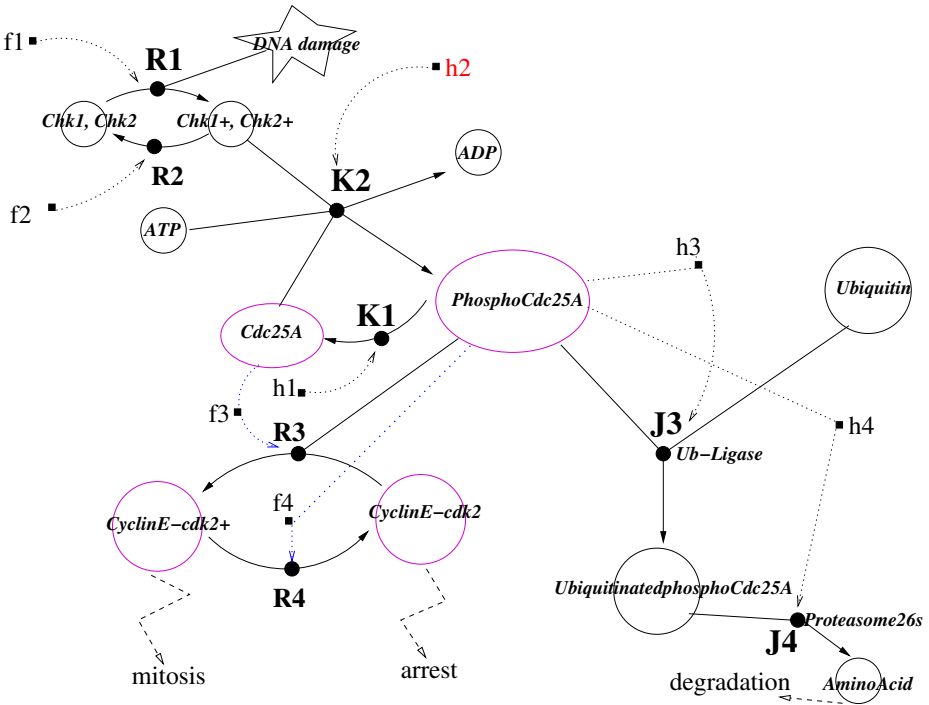 f1
DNA damage
R1
h2
Chk1, Chk2
Chk1+, Chk2+
ADP
R2
K2
f2
ATP
h3
Ubiquitin
PhosphoCdc25A
Cdc25A
K1
h1
f3
R3
J3
h4
Ub-Ligase
f4
CyclinE-cdk2+
CyclinE-cdk2
R4
UbiquitinatedphosphoCdc25A
Proteasome26s
J4
mitosis
arrest
degradation
AminoAcid